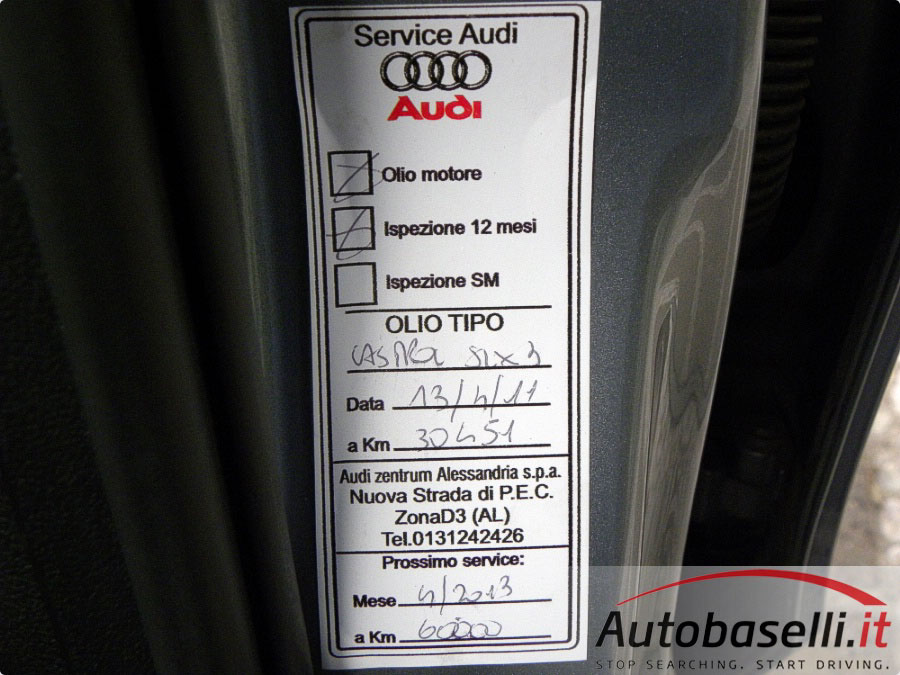 Service Audi
Audi
Olio motore
Ispezione 12 mesi
Ispezione SM
OLIO TIPO
SLX 3
Data 13/4/11
a Km 30451
Audi zentrum Alessandria s.p.a.
Nuova Strada di P.E.C.
ZonaD3 (AL)
Tel.0131242426
Prossimo service:
Mese 4/2013
a Km 60000
Autobaselli.it
STOP SEARCHING. START DRIVING.